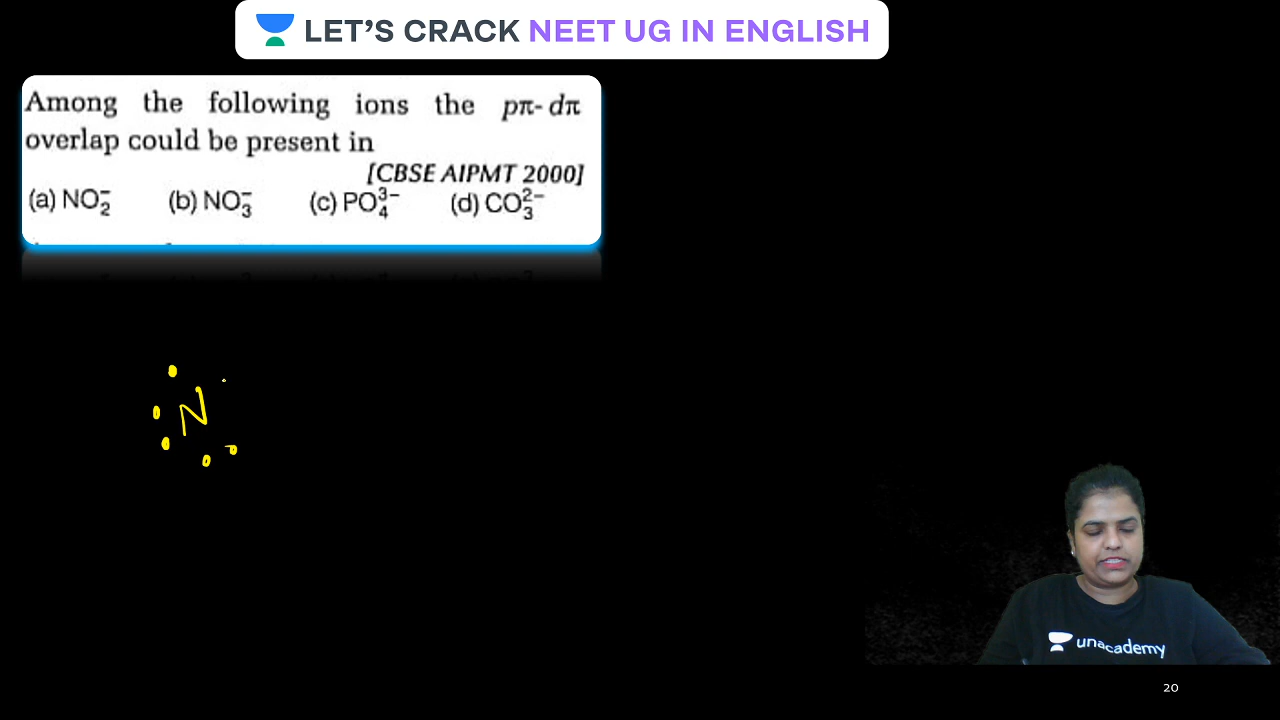 LET'S CRACK NEET UG IN ENGLISH
Among the following ions the pπ-dπ
overlap could be present in
[CBSE AIPMT 2000]
(a) NO₂⁻ (b) NO₃⁻ (c) PO₄³⁻ (d) CO₃²⁻
N
unacademy
20